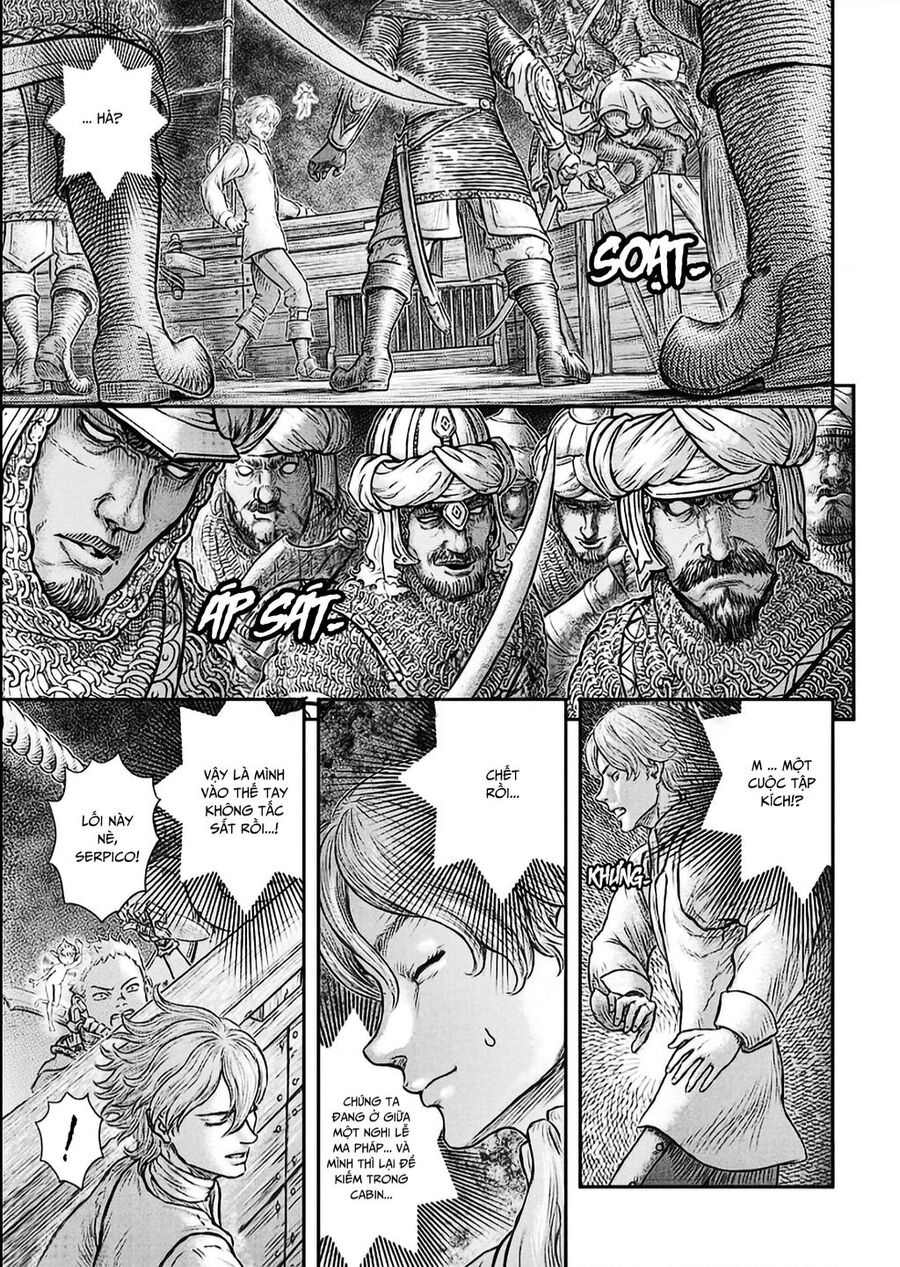 ... HẢ?
SOẠT-
ÁP SÁT-
M ... MỘT
CUỘC TẬP
KÍCH!?
KHỰNG!
CHẾT
RỒI...
CHÚNG TA
ĐANG Ở GIỮA
MỘT NGHI LỄ
MA PHÁP... VÀ
MÌNH THÌ LẠI ĐỂ
KIẾM TRONG
CABIN...
VẬY LÀ MÌNH
VÀO THẾ TAY
KHÔNG TẤC
SẮT RỒI...!
LỐI NÀY
NÈ,
SERPICO!
!